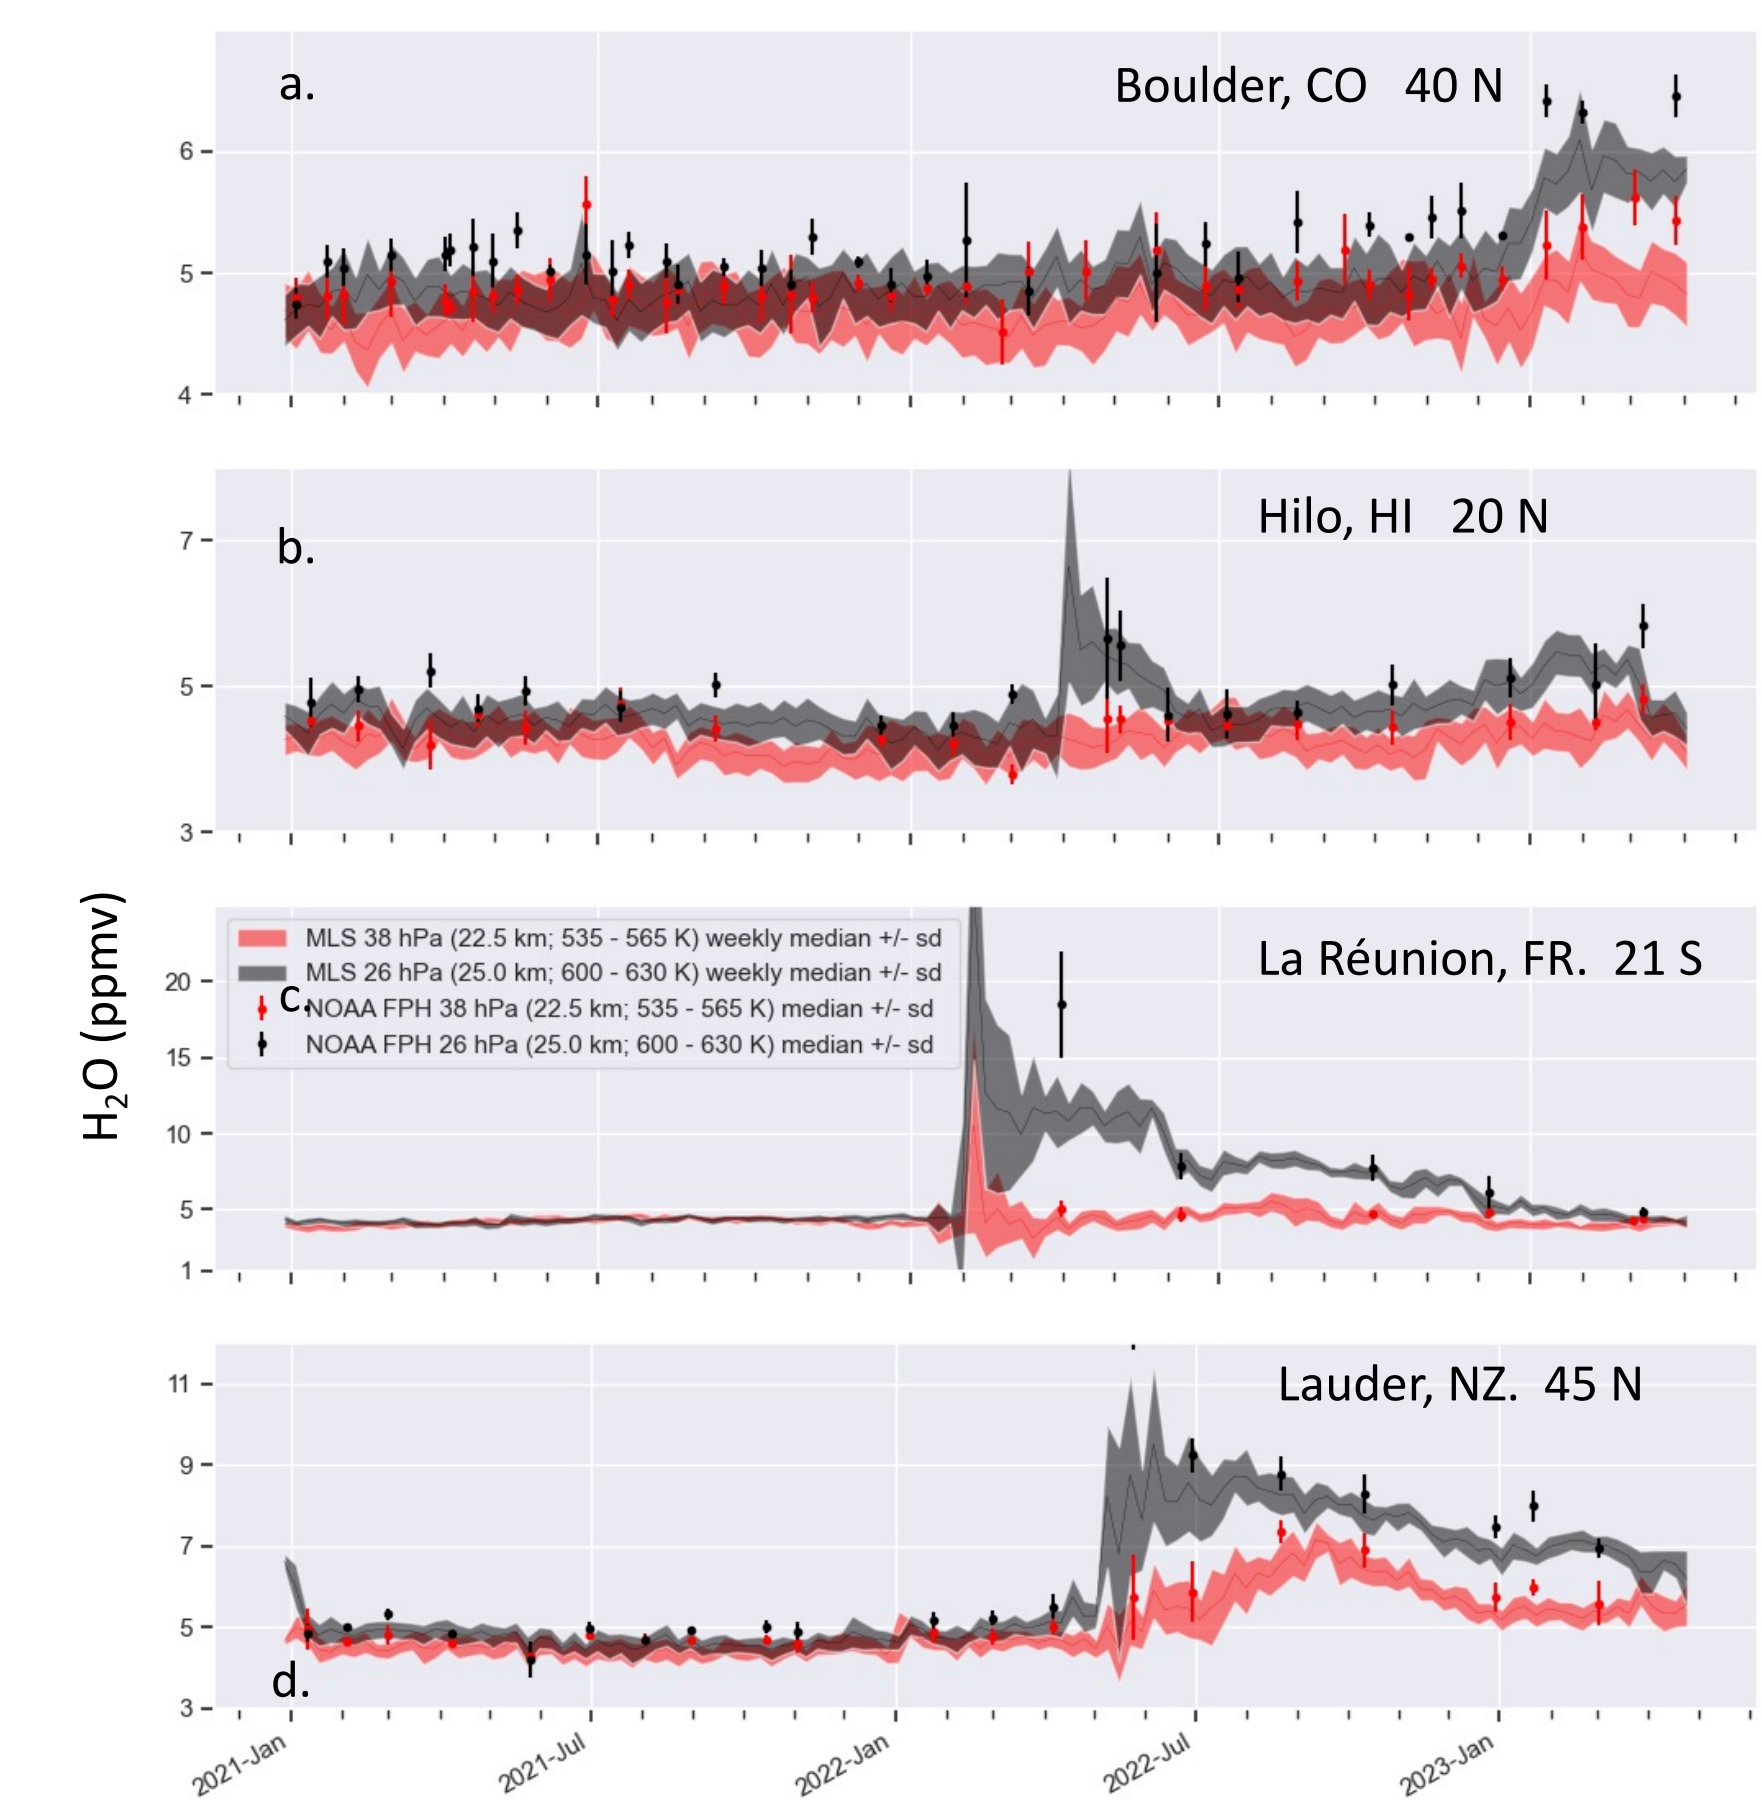 a.
Boulder, CO 40 N
6
5
4
b.
Hilo, HI 20 N
7
5
3
H₂O (ppmv)
MLS 38 hPa (22.5 km; 535 - 565 K) weekly median +/- sd
MLS 26 hPa (25.0 km; 600 - 630 K) weekly median +/- sd
NOAA FPH 38 hPa (22.5 km; 535 - 565 K) median +/- sd
NOAA FPH 26 hPa (25.0 km; 600 - 630 K) median +/- sd
c.
La Réunion, FR. 21 S
20
15
10
5
1
Lauder, NZ. 45 N
11
9
7
5
3
d.
2021-Jan
2021-Jul
2022-Jan
2022-Jul
2023-Jan